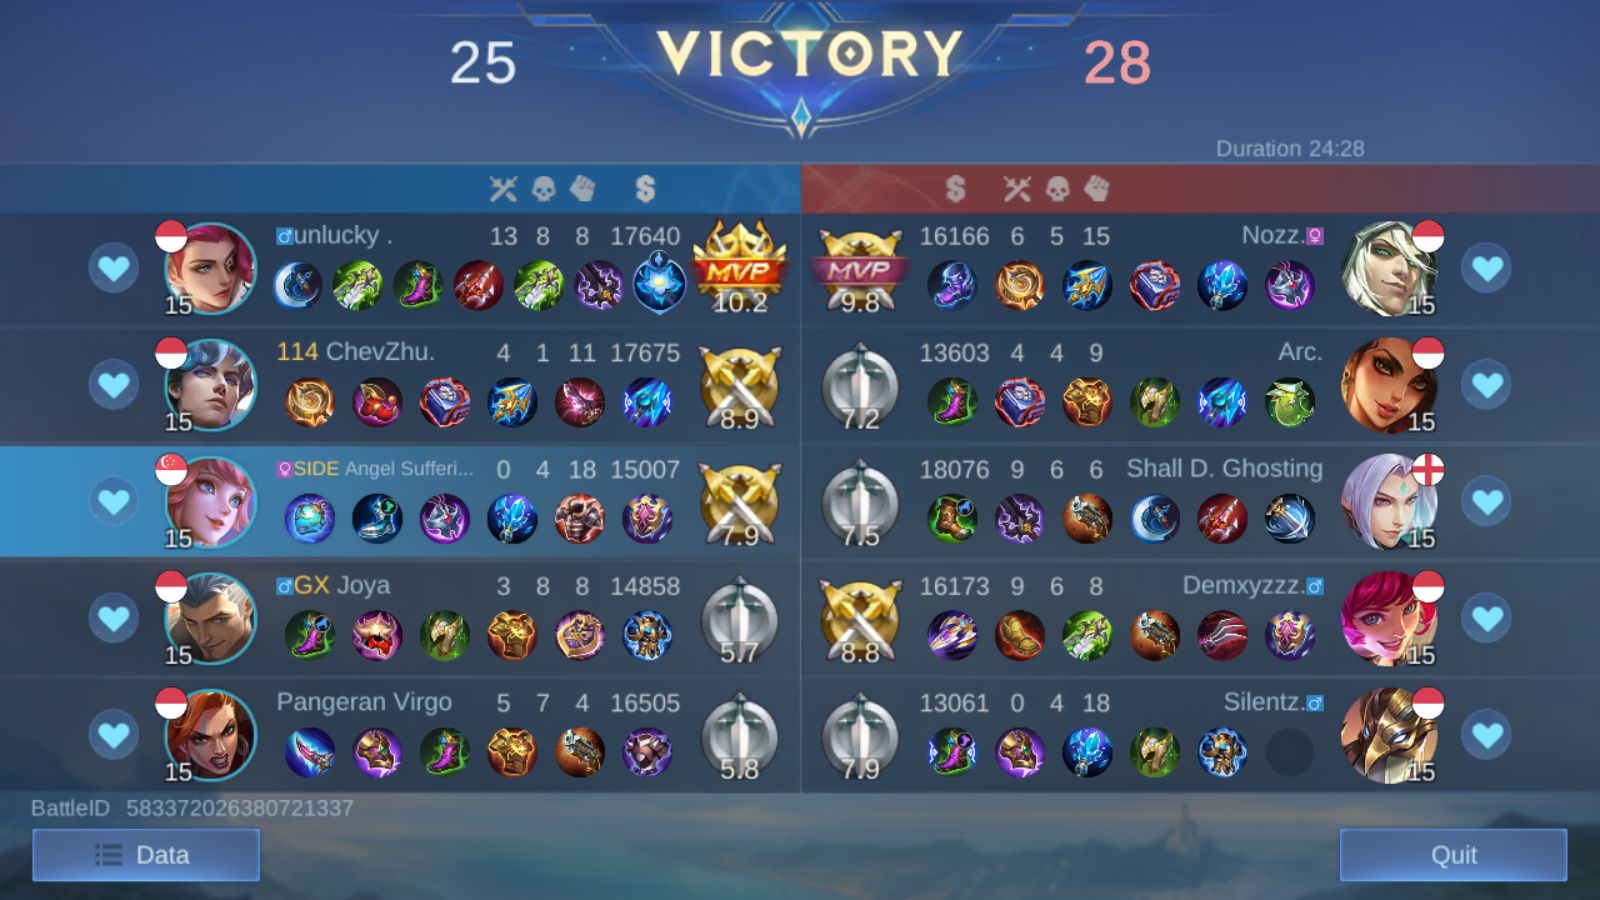 25 VICTORY 28
Duration 24:28
unlucky . 13 8 8 17640 MVP 10.2 15
MVP 9.8 16166 6 5 15 Nozz. 15
114 ChevZhu. 4 1 11 17675 8.9 15
7.2 13603 4 4 9 Arc. 15
SIDE Angel Sufferi... 0 4 18 15007 7.9 15
7.5 18076 9 6 6 Shall D. Ghosting 15
GX Joya 3 8 8 14858 5.7 15
8.8 16173 9 6 8 Demxyzzz. 15
Pangeran Virgo 5 7 4 16505 5.8 15
7.9 13061 0 4 18 Silentz. 15
BattleID 583372026380721337
Data
Quit